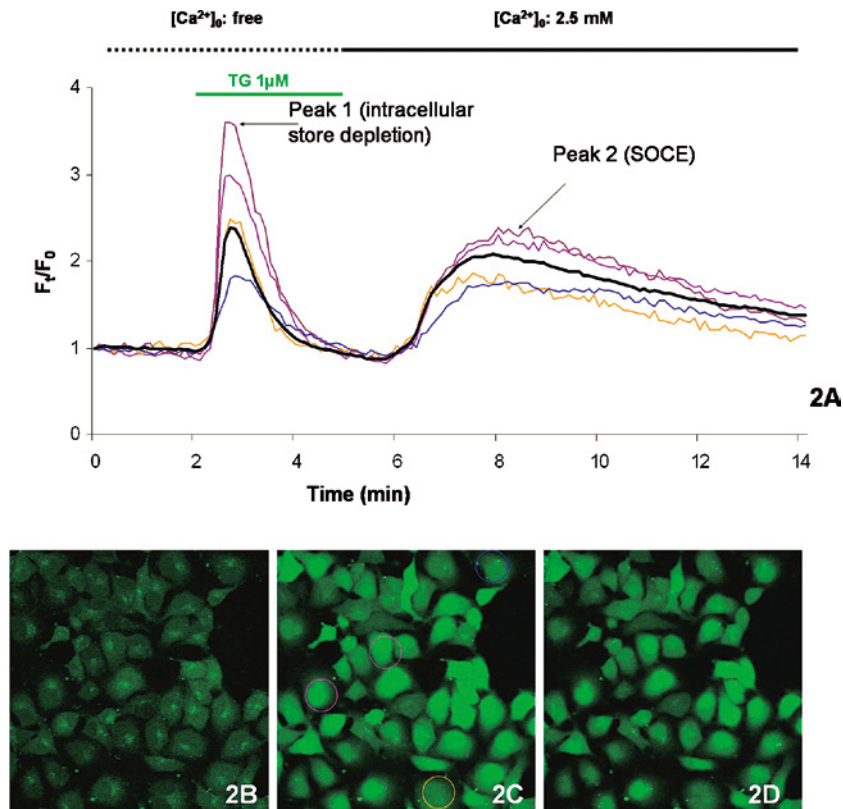 [Ca²⁺]₀: free [Ca²⁺]₀: 2.5 mM
TG 1µM
Peak 1 (intracellular
store depletion)
Peak 2 (SOCE)
4
3
2
1
0
Fₜ/F₀
0 2 4 6 8 10 12 14
Time (min)
2A
2B 2C 2D